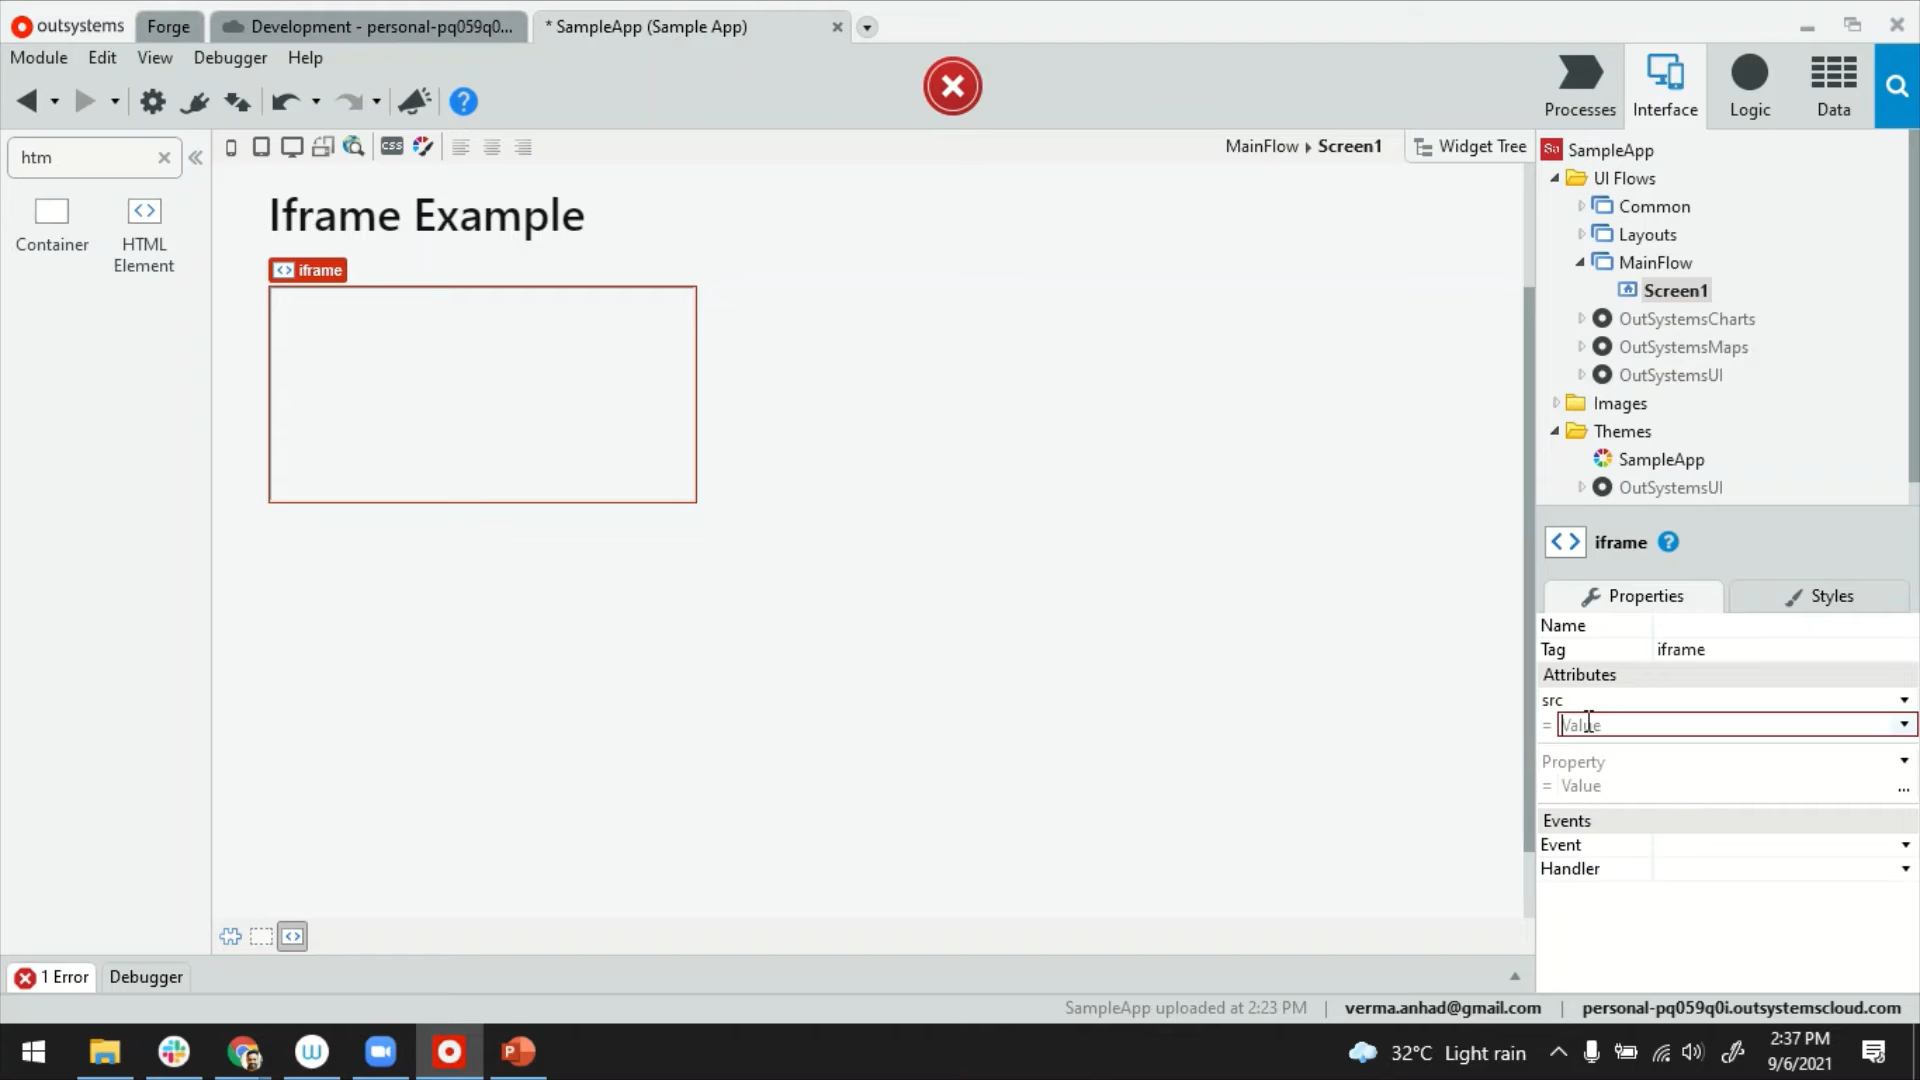 outsystems
Forge
Development - personal-pq059q0...
* SampleApp (Sample App)
Module Edit View Debugger Help
Processes
Interface
Logic
Data
htm
CSS
MainFlow Screen1
Widget Tree
Container
HTML Element
Iframe Example
iframe
Sa SampleApp
UI Flows
Common
Layouts
MainFlow
Screen1
OutSystemsCharts
OutSystemsMaps
OutSystemsUI
Images
Themes
SampleApp
OutSystemsUI
iframe
Properties
Styles
Name
Tag iframe
Attributes
src
= Value
Property
= Value ...
Events
Event
Handler
1 Error
Debugger
SampleApp uploaded at 2:23 PM | verma.anhad@gmail.com | personal-pq059q0i.outsystemscloud.com
32°C Light rain
2:37 PM
9/6/2021